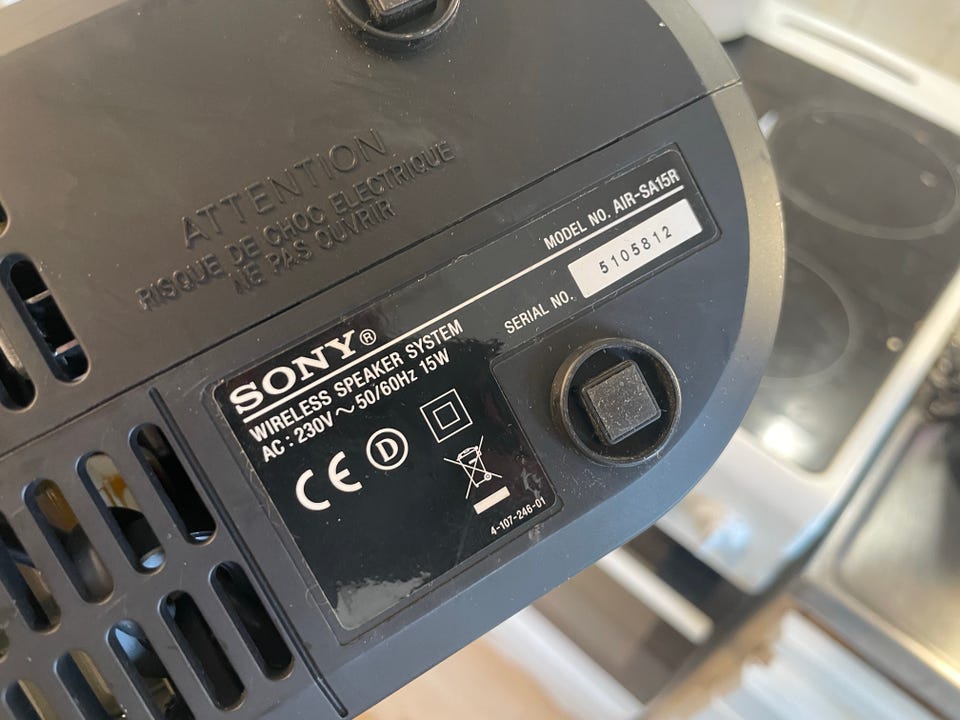 ATTENTION
RISQUE DE CHOC ELECTRIQUE
NE PAS OUVRIR
MODEL NO. AIR-SA15R
SERIAL NO. 5105812
SONY®
WIRELESS SPEAKER SYSTEM
AC : 230V ~ 50/60Hz 15W
CE D
4-107-246-01